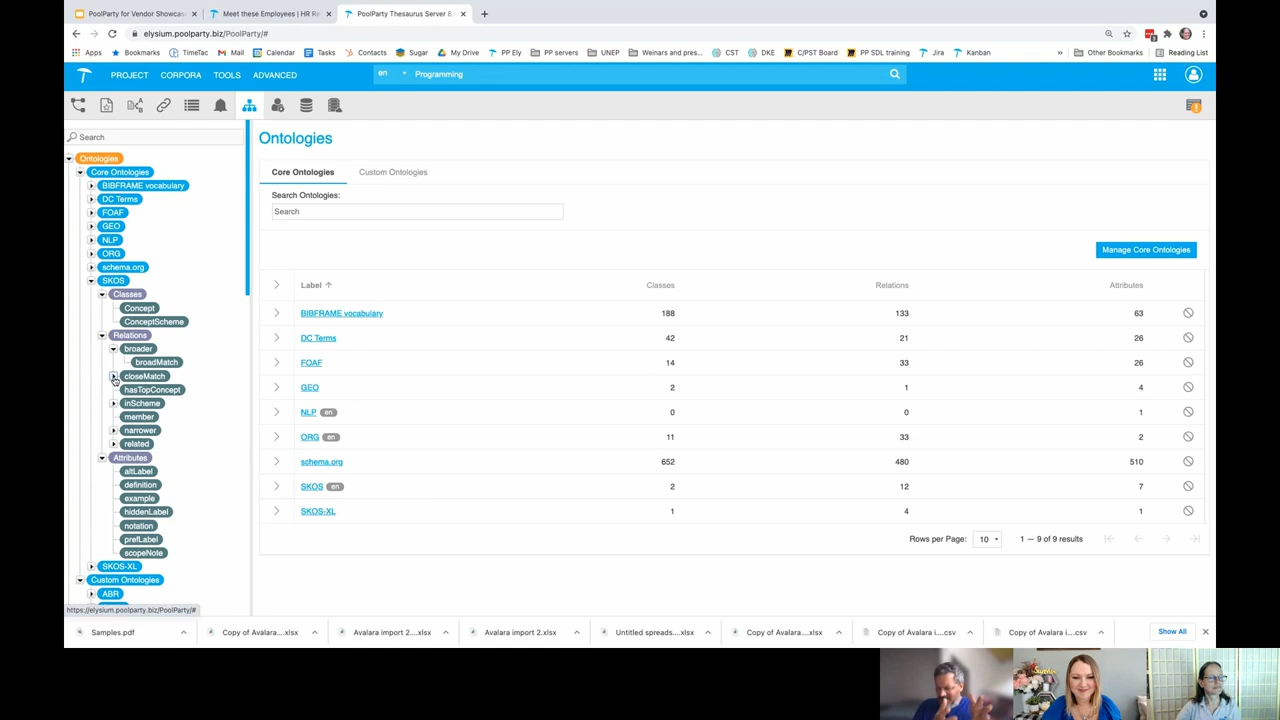 PoolParty for Vendor Showcas
Meet these Employees | HR Re
PoolParty Thesaurus Server B
elysium.poolparty.biz/PoolParty/#
Apps
Bookmarks
TimeTac
Mail
Calendar
Tasks
Contacts
Sugar
My Drive
PP Ely
PP servers
UNEP
Weinars and pres...
CST
DKE
C/PST Board
PP SDL training
Jira
Kanban
»
Other Bookmarks
Reading List
PROJECT
CORPORA
TOOLS
ADVANCED
en
Programming
Search
Ontologies
Core Ontologies
BIBFRAME vocabulary
DC Terms
FOAF
GEO
NLP
ORG
schema.org
SKOS
Classes
Concept
ConceptScheme
Relations
broader
broadMatch
closeMatch
hasTopConcept
inScheme
member
narrower
related
Attributes
altLabel
definition
example
hiddenLabel
notation
prefLabel
scopeNote
SKOS-XL
Custom Ontologies
ABR
https://elysium.poolparty.biz/PoolParty/#
Ontologies
Core Ontologies
Custom Ontologies
Search Ontologies:
Search
Manage Core Ontologies
Label Classes Relations Attributes
BIBFRAME vocabulary 188 133 63
DC Terms 42 21 26
FOAF 14 33 26
GEO 2 1 4
NLP en 0 0 1
ORG en 11 33 2
schema.org 652 480 510
SKOS en 2 12 7
SKOS-XL 1 4 1
Rows per Page: 10 1 — 9 of 9 results
Samples.pdf
Copy of Avalara....xlsx
Avalara import 2....xlsx
Avalara import 2.xlsx
Untitled spreads....xlsx
Copy of Avalara....xlsx
Copy of Avalara i....csv
Copy of Avalara i....csv
Show All